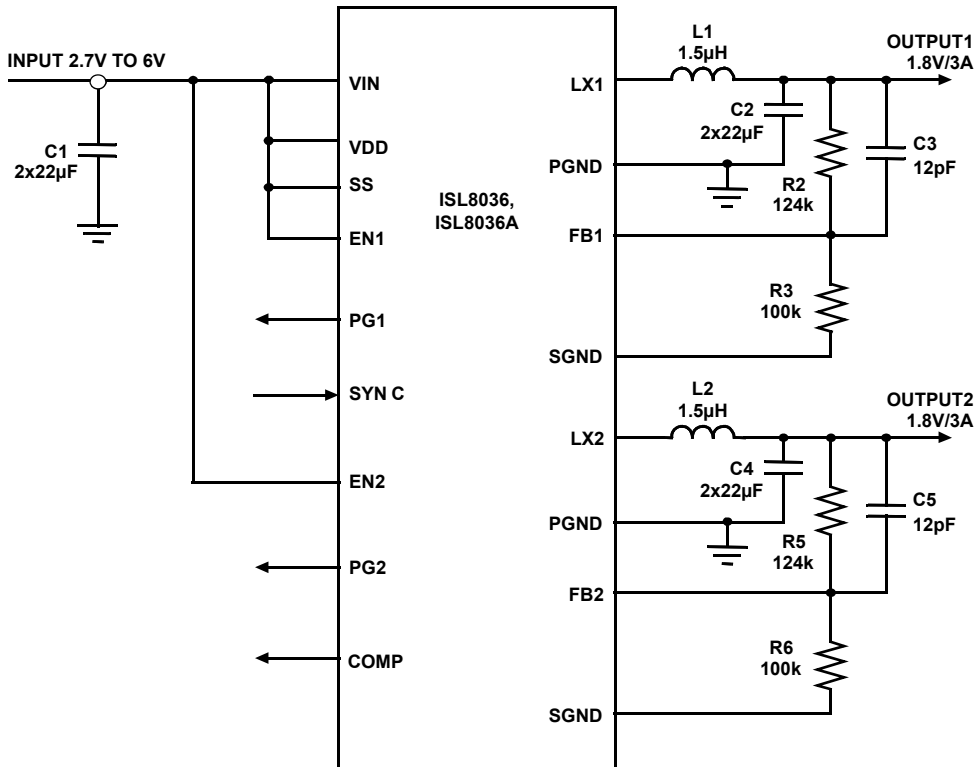 INPUT 2.7V TO 6V
C1
2x22µF
VIN
VDD
SS
EN1
PG1
SYN C
EN2
PG2
COMP
ISL8036,
ISL8036A
LX1
PGND
FB1
SGND
LX2
PGND
FB2
SGND
L1
1.5µH
OUTPUT1
1.8V/3A
C2
2x22µF
R2
124k
C3
12pF
R3
100k
L2
1.5µH
OUTPUT2
1.8V/3A
C4
2x22µF
R5
124k
C5
12pF
R6
100k